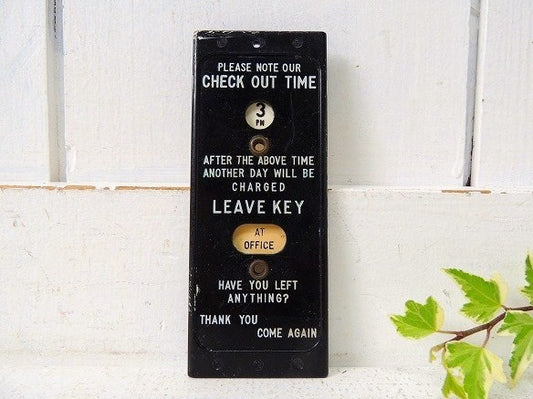 PLEASE NOTE OUR
CHECK OUT TIME
3
PM
AFTER THE ABOVE TIME
ANOTHER DAY WILL BE
CHARGED
LEAVE KEY
AT
OFFICE
HAVE YOU LEFT
ANYTHING?
THANK YOU
COME AGAIN